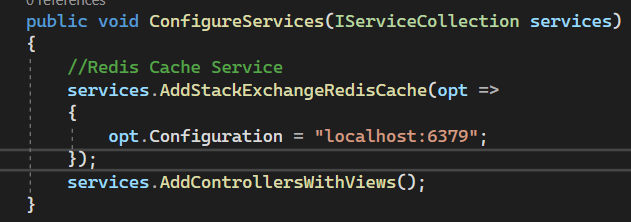 0 references
public void ConfigureServices(IServiceCollection services)
{
    //Redis Cache Service
    services.AddStackExchangeRedisCache(opt =>
    {
        opt.Configuration = "localhost:6379";
    });
    services.AddControllersWithViews();
}